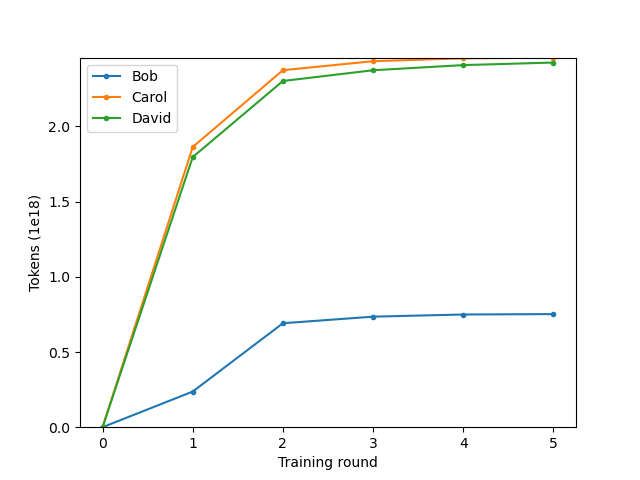 Bob
Carol
David
2.0
1.5
1.0
0.5
0.0
Tokens (1e18)
0 1 2 3 4 5
Training round